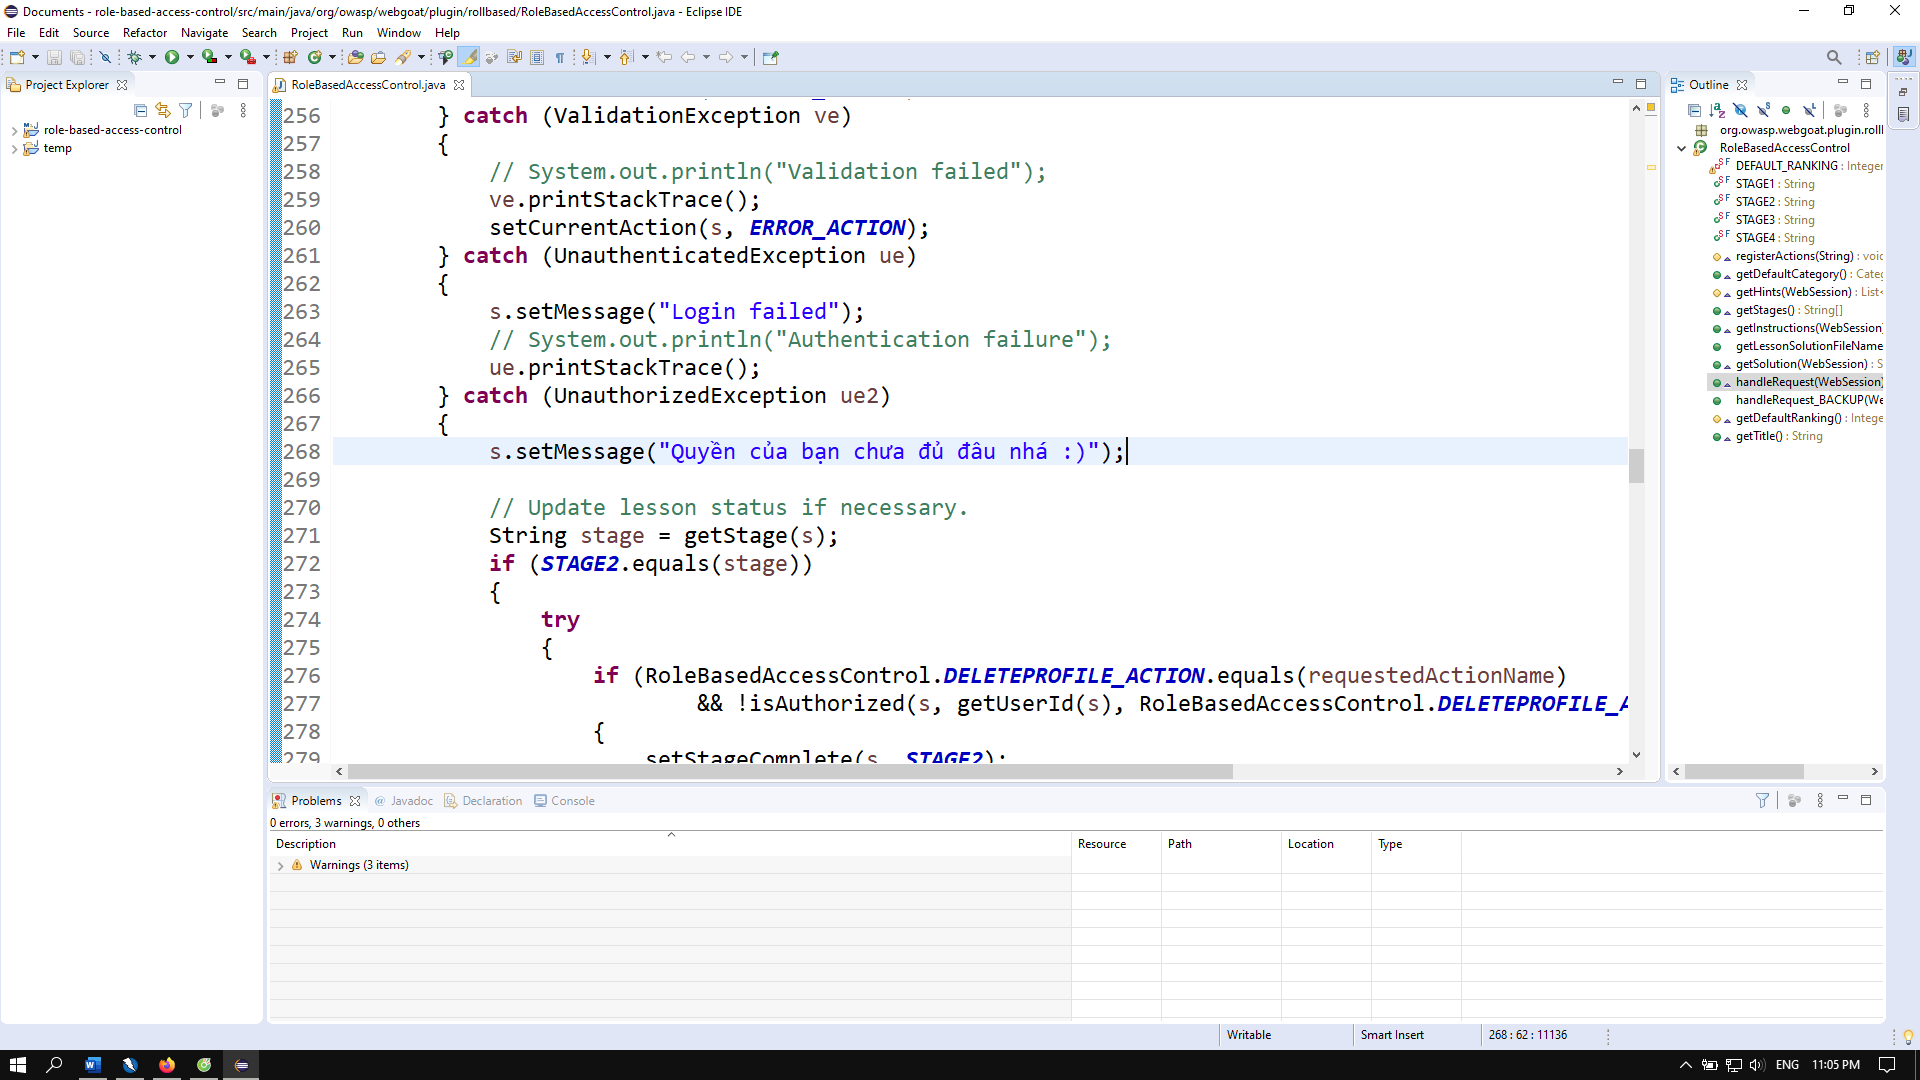 Documents - role-based-access-control/src/main/java/org/owasp/webgoat/plugin/rollbased/RoleBasedAccessControl.java - Eclipse IDE
File Edit Source Refactor Navigate Search Project Run Window Help
Project Explorer
role-based-access-control
temp
RoleBasedAccessControl.java
256 } catch (ValidationException ve)
257 {
258 // System.out.println("Validation failed");
259 ve.printStackTrace();
260 setCurrentAction(s, ERROR_ACTION);
261 } catch (UnauthenticatedException ue)
262 {
263 s.setMessage("Login failed");
264 // System.out.println("Authentication failure");
265 ue.printStackTrace();
266 } catch (UnauthorizedException ue2)
267 {
268 s.setMessage("Quyền của bạn chưa đủ đâu nhá :)");
269
270 // Update lesson status if necessary.
271 String stage = getStage(s);
272 if (STAGE2.equals(stage))
273 {
274 try
275 {
276 if (RoleBasedAccessControl.DELETEPROFILE_ACTION.equals(requestedActionName)
277 && !isAuthorized(s, getUserId(s), RoleBasedAccessControl.DELETEPROFILE_A
278 {
279 setStageComplete(s, STAGE2);
Outline
org.owasp.webgoat.plugin.roll
RoleBasedAccessControl
DEFAULT_RANKING : Integer
STAGE1 : String
STAGE2 : String
STAGE3 : String
STAGE4 : String
registerActions(String) : void
getDefaultCategory() : Categ
getHints(WebSession) : List<
getStages() : String[]
getInstructions(WebSession)
getLessonSolutionFileName
getSolution(WebSession) : S
handleRequest(WebSession)
handleRequest_BACKUP(We
getDefaultRanking() : Intege
getTitle() : String
Problems Javadoc Declaration Console
0 errors, 3 warnings, 0 others
Description Resource Path Location Type
Warnings (3 items)
Writable Smart Insert 268 : 62 : 11136
ENG 11:05 PM